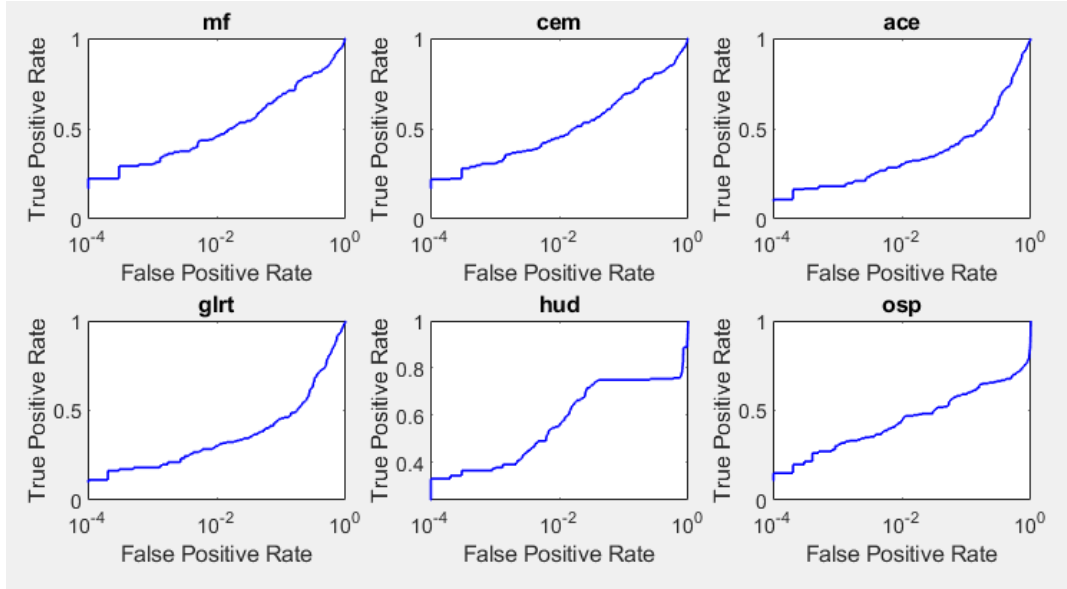 mf
cem
ace
True Positive Rate
1
0.5
0
10^-4
10^-2
10^0
False Positive Rate
True Positive Rate
1
0.5
0
10^-4
10^-2
10^0
False Positive Rate
True Positive Rate
1
0.5
0
10^-4
10^-2
10^0
False Positive Rate
glrt
hud
osp
True Positive Rate
1
0.5
0
10^-4
10^-2
10^0
False Positive Rate
True Positive Rate
1
0.8
0.6
0.4
10^-4
10^-2
10^0
False Positive Rate
True Positive Rate
1
0.5
0
10^-4
10^-2
10^0
False Positive Rate